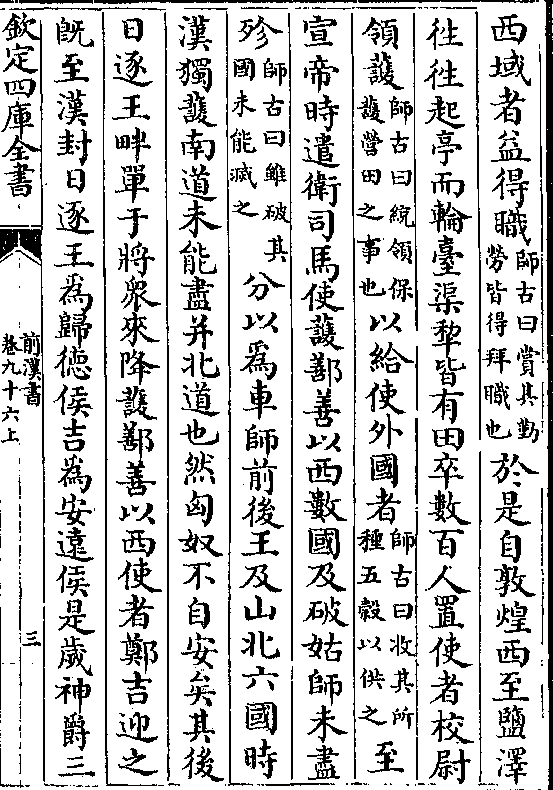 西域者益得職師古曰賞其勤勞皆得拜職也於是自敦煌西至鹽澤
徃徃起亭而輪臺渠犂皆有田卒數百人置使者校尉
領護師古曰統領保護營田之事也以給使外國者師古曰收其所種五穀以供之至
宣帝時遣衛司馬使護鄯善以西數國及破姑師未盡
殄師古曰雖破其國未能滅之分以為車師前後王及山北六國時
漢獨護南道未能盡并北道也然匈奴不自安矣其後
日逐王畔單于將衆來降護鄯善以西使者鄭吉迎之
旣至漢封日逐王為歸德侯吉為安遠侯是歲神爵三
欽定四庫全書
前漢書
卷九十六上
三